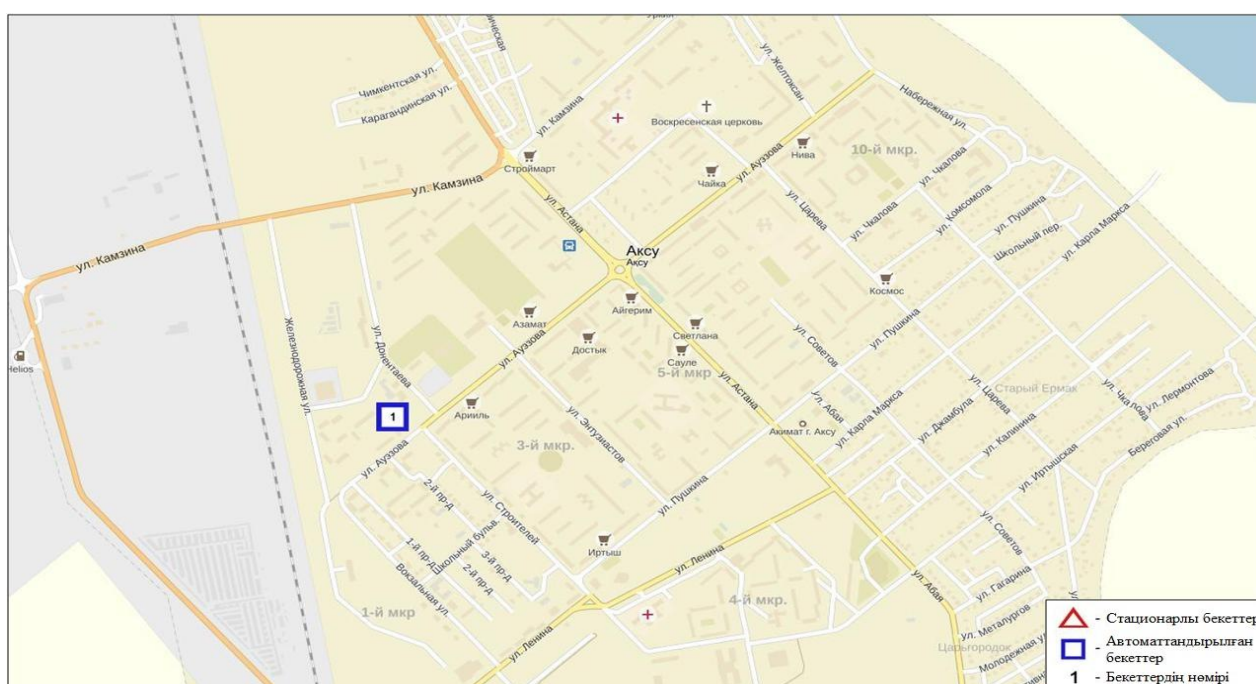 Уркин
ул. Желтоксан
Чимкентская ул.
Карагандинская ул.
ул. Камзина
Воскресенская церковь
Набережная ул.
Строймарт
Нива
10-й мкр.
ул. Чкалова
ул. Камзина
Чайка
ул. Ауэзова
ул. Комсомола
ул. Пушкина
ул. Карла Маркса
ул. Астана
ул. Царева
ул. Чкалова
Школьный пер.
ул. Камзина
Аксу
Аксу
Космос
Азамат
Айгерим
Светлана
Helios
Железнодорожная ул.
ул. Донентаева
ул. Ауэзова
Достык
Сауле
5-й мкр
ул. Советов
ул. Пушкина
ул. Астана
ул. Абая
ул. Карла Маркса
ул. Царева
Старый Ермак
ул. Чкалова
ул. Лермонтова
1
Арииль
ул. Энтузиастов
Акимат г. Аксу
ул. Джамбула
ул. Калинина
Береговая ул.
3-й мкр.
ул. Ауэзова
ул. Иртышская
2-й пр-д
ул. Строителей
ул. Пушкина
Школьный бульв.
1-й пр-д
3-й пр-д
2-й пр-д
Вокзальная ул.
Иртыш
ул. Ленина
ул. Советов
1-й мкр
4-й мкр.
ул. Абая
ул. Гагарина
ул. Ленина
ул. Металургов
Царьгородок
Молодежная ул.
- Стационарлы бекеттер
- Автоматтандырылған
бекеттер
1 - Бекеттердің нөмірі